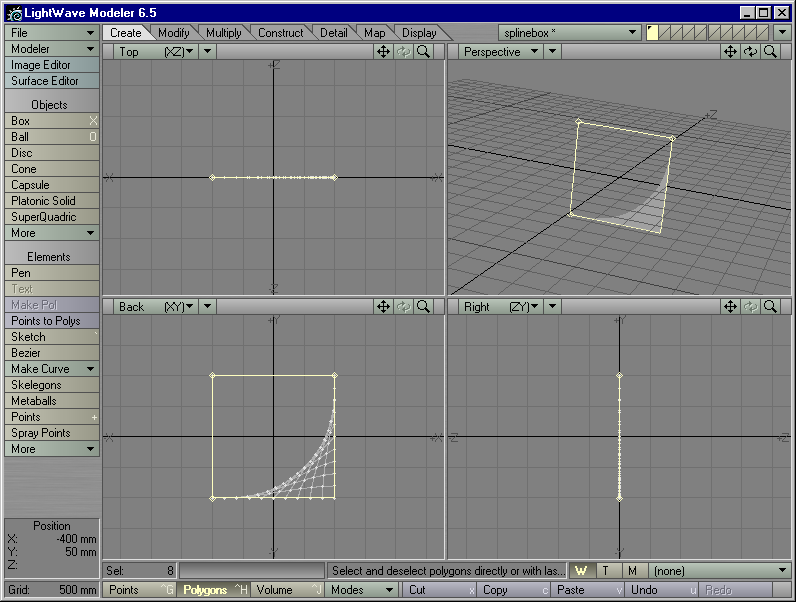 LightWave Modeler 6.5
File
Modeler
Image Editor
Surface Editor
Objects
Box X
Ball O
Disc
Cone
Capsule
Platonic Solid
SuperQuadric
More
Elements
Pen
Text
Make Pol
Points to Polys
Sketch `
Bezier
Make Curve
Skelegons
Metaballs
Points +
Spray Points
More
Position
X: -400 mm
Y: 50 mm
Z:
Grid: 500 mm
Create Modify Multiply Construct Detail Map Display splinebox *
Top (XZ)
Z
-X X
-Z
Perspective
Z
Back (XY)
Y
-X X
-Y
Right (ZY)
Y
-Z Z
-Y
Sel: 8 Select and deselect polygons directly or with las... W T M (none)
Points ^G Polygons ^H Volume ^J Modes Cut x Copy c Paste v Undo u Redo